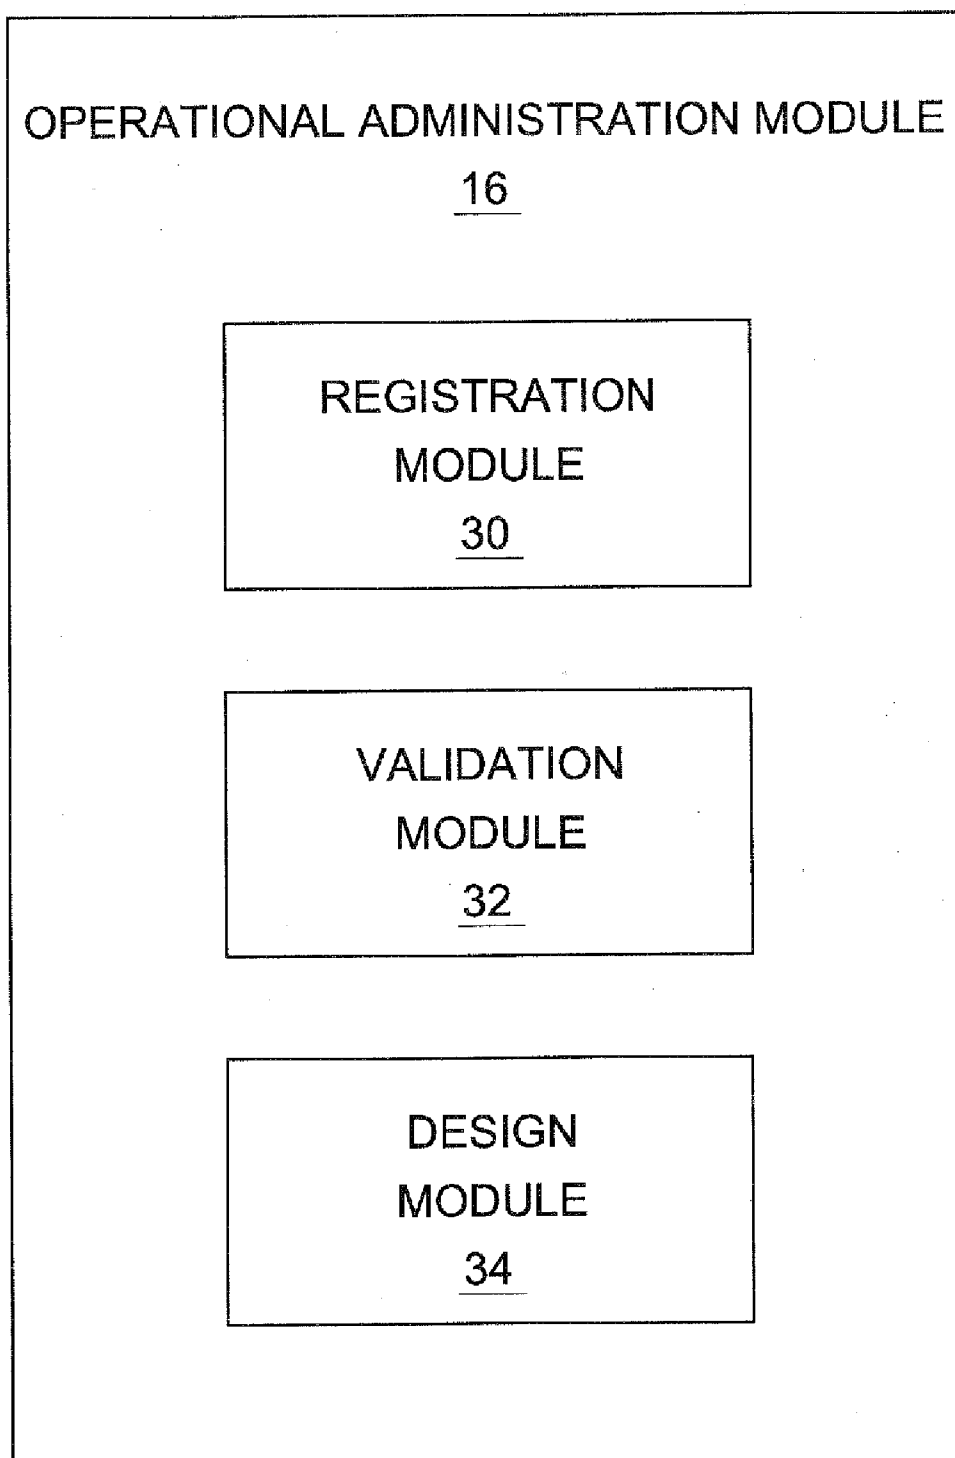 OPERATIONAL ADMINISTRATION MODULE
16
REGISTRATION
MODULE
30
VALIDATION
MODULE
32
DESIGN
MODULE
34